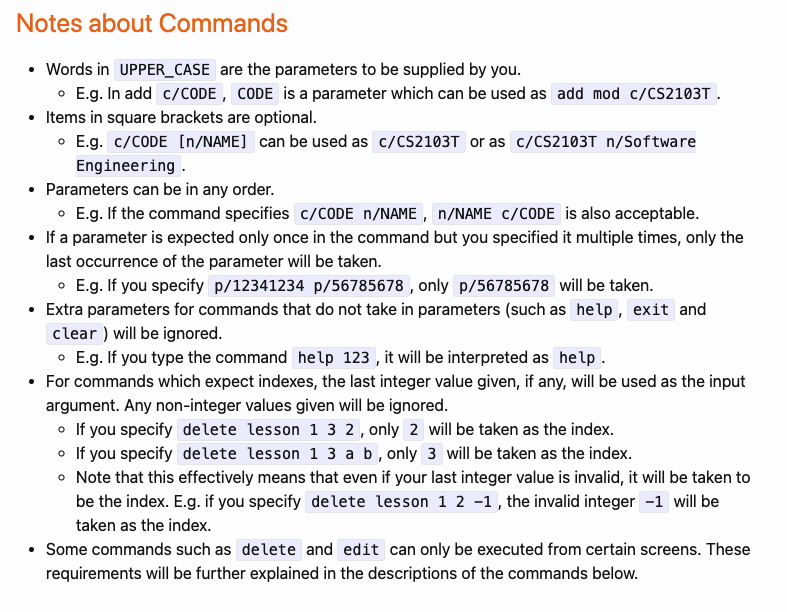 Notes about Commands
• Words in UPPER_CASE are the parameters to be supplied by you.
◦ E.g. In add c/CODE, CODE is a parameter which can be used as add mod c/CS2103T.
• Items in square brackets are optional.
◦ E.g. c/CODE [n/NAME] can be used as c/CS2103T or as c/CS2103T n/Software
Engineering.
• Parameters can be in any order.
◦ E.g. If the command specifies c/CODE n/NAME, n/NAME c/CODE is also acceptable.
• If a parameter is expected only once in the command but you specified it multiple times, only the
last occurrence of the parameter will be taken.
◦ E.g. If you specify p/12341234 p/56785678, only p/56785678 will be taken.
• Extra parameters for commands that do not take in parameters (such as help, exit and
clear) will be ignored.
◦ E.g. If you type the command help 123, it will be interpreted as help.
• For commands which expect indexes, the last integer value given, if any, will be used as the input
argument. Any non-integer values given will be ignored.
◦ If you specify delete lesson 1 3 2, only 2 will be taken as the index.
◦ If you specify delete lesson 1 3 a b, only 3 will be taken as the index.
◦ Note that this effectively means that even if your last integer value is invalid, it will be taken to
be the index. E.g. if you specify delete lesson 1 2 -1, the invalid integer -1 will be
taken as the index.
• Some commands such as delete and edit can only be executed from certain screens. These
requirements will be further explained in the descriptions of the commands below.